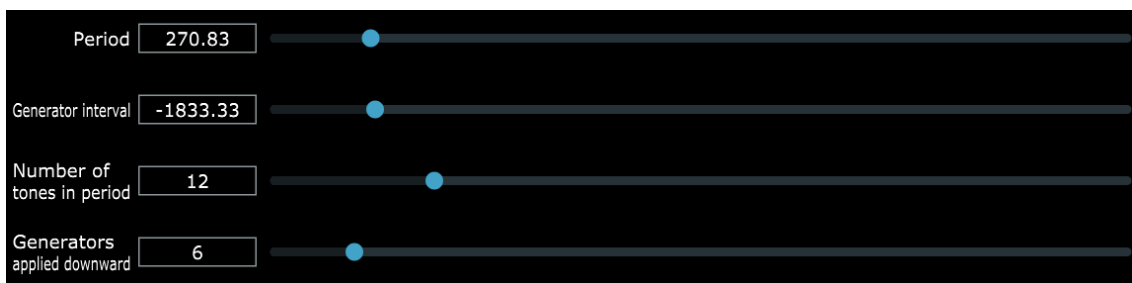 Period 270.83
Generator interval -1833.33
Number of
tones in period 12
Generators
applied downward 6